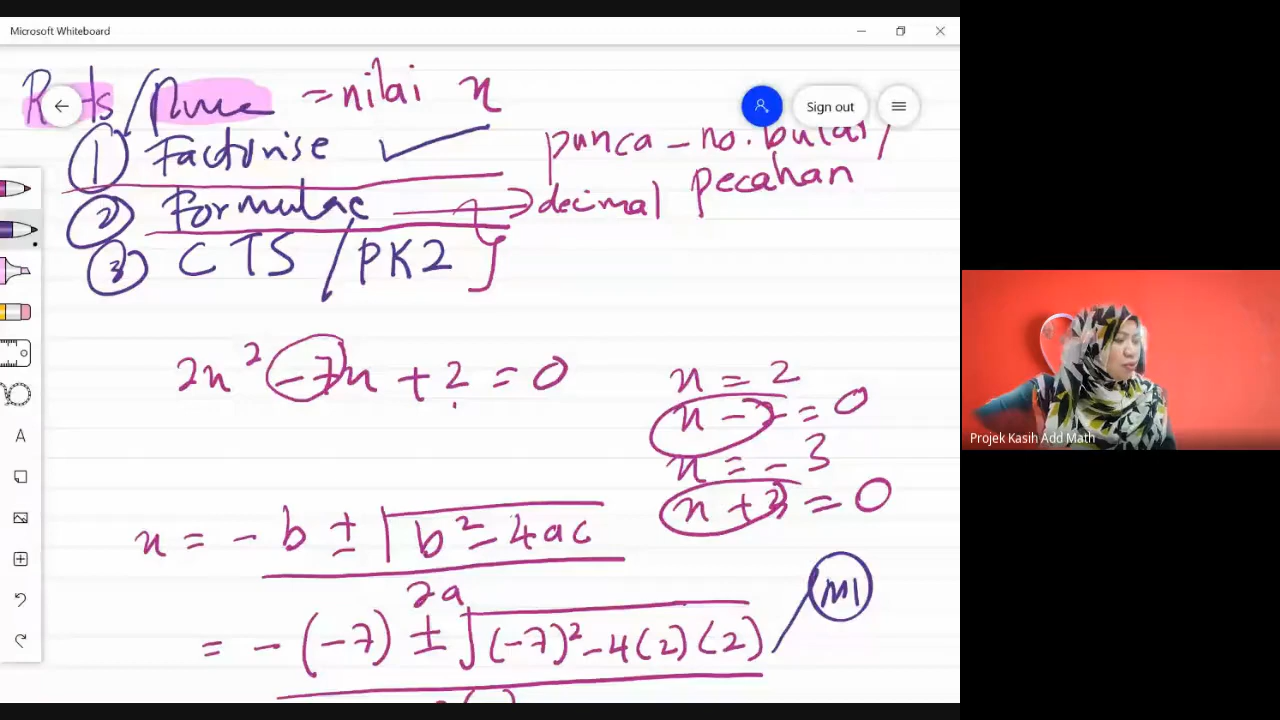 Microsoft Whiteboard
Sign out
= nilai x
① Factorise ✓
punca - no. bulat /
pecahan
② Formulae → decimal
③ CTS / PK2
2x² - 7x + 2 = 0
x = 2
x - 2 = 0
x = - 3
x + 3 = 0
x = - b ± √b² - 4ac
2a
M1
= - (-7) ± √(-7)² - 4(2)(2)
Projek Kasih Add Math
A